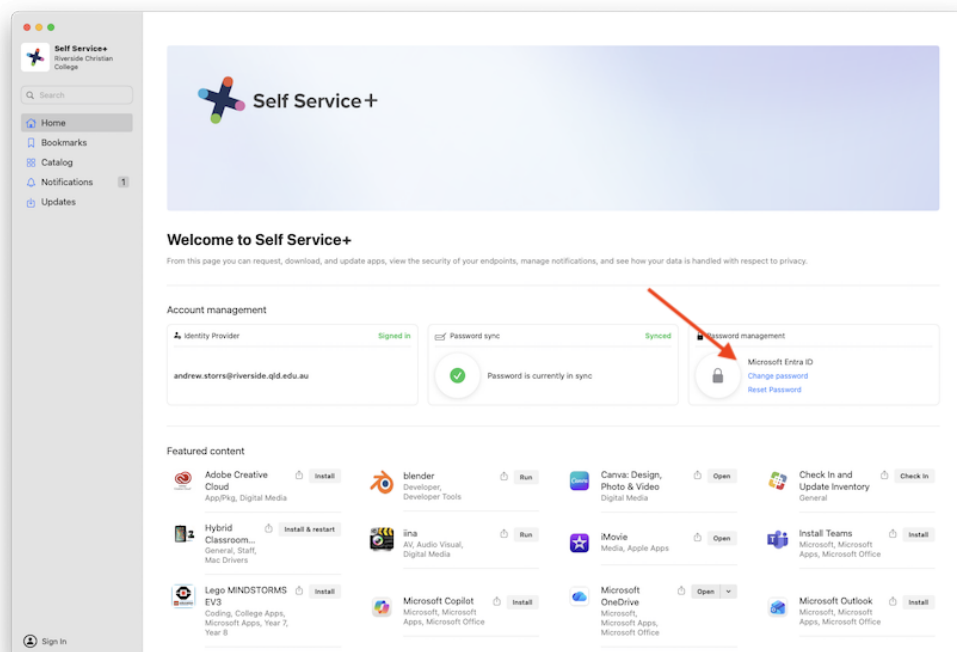 Self Service+
Riverside Christian
College
Search
Home
Bookmarks
Catalog
Notifications 1
Updates
Self Service+
Welcome to Self Service+
From this page you can request, download, and update apps, view the security of your endpoints, manage notifications, and see how your data is handled with respect to privacy.
Account management
Identity Provider Signed in
andrew.storrs@riverside.qld.edu.au
Password sync Synced
Password is currently in sync
Password management
Microsoft Entra ID
Change password
Reset Password
Featured content
Adobe Creative
Cloud
App/Pkg, Digital Media
Install
blender
Developer,
Developer Tools
Run
Canva: Design,
Photo & Video
Digital Media
Open
Check In and
Update Inventory
General
Check In
Hybrid
Classroom...
General, Staff,
Mac Drivers
Install & restart
iina
AV, Audio Visual,
Digital Media
Run
iMovie
Media, Apple Apps
Open
Install Teams
Microsoft, Microsoft
Apps, Microsoft Office
Install
Lego MINDSTORMS
EV3
Coding, College Apps,
Microsoft Apps, Year 7,
Year 8
Install
Microsoft Copilot
Microsoft, Microsoft
Apps, Microsoft Office
Install
Microsoft
OneDrive
Microsoft,
Microsoft Apps,
Microsoft Office
Open
Microsoft Outlook
Microsoft, Microsoft
Apps, Microsoft Office
Install
Sign In